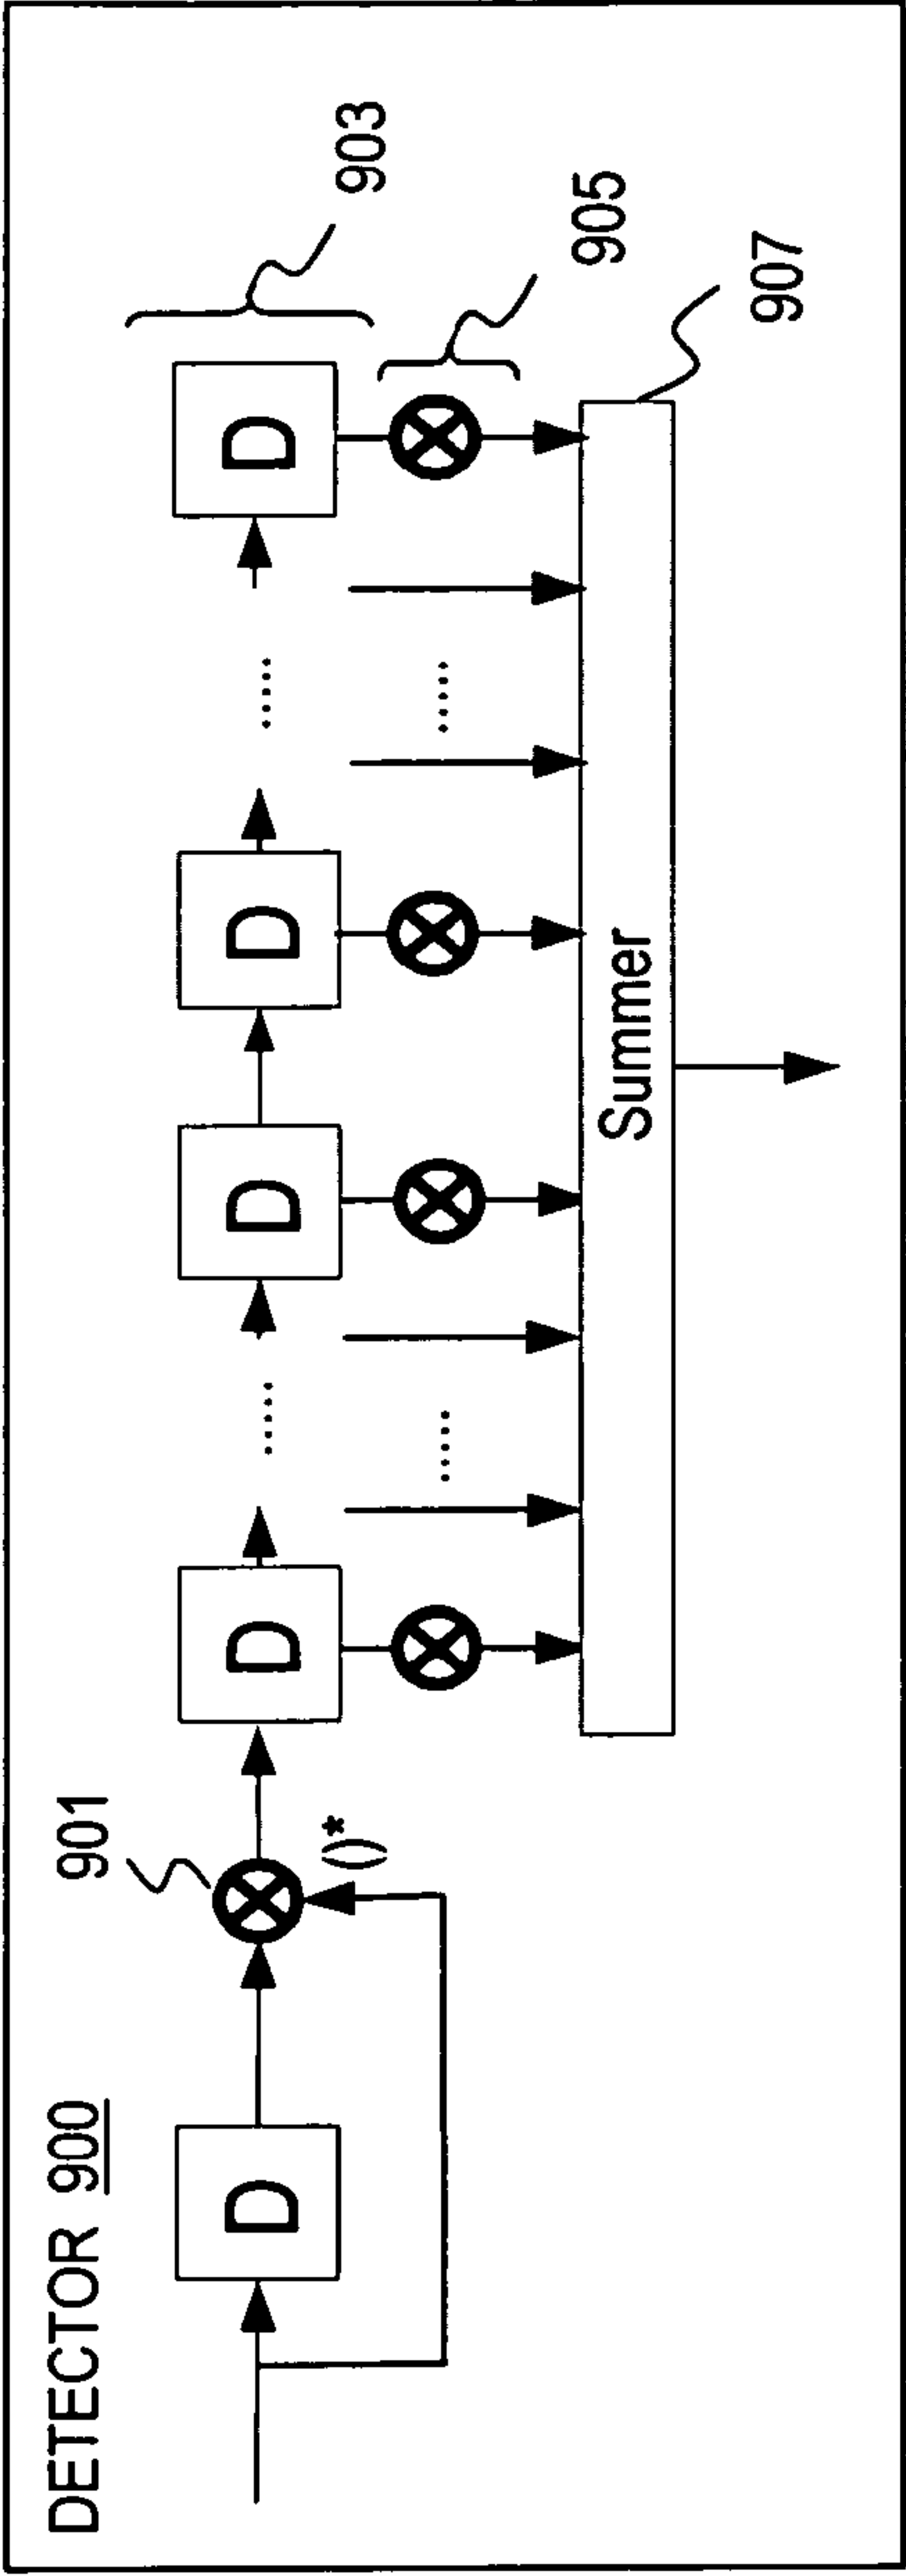 DETECTOR 900
D
901
()*
D
.....
D
D
.....
D
903
.....
.....
905
Summer
907